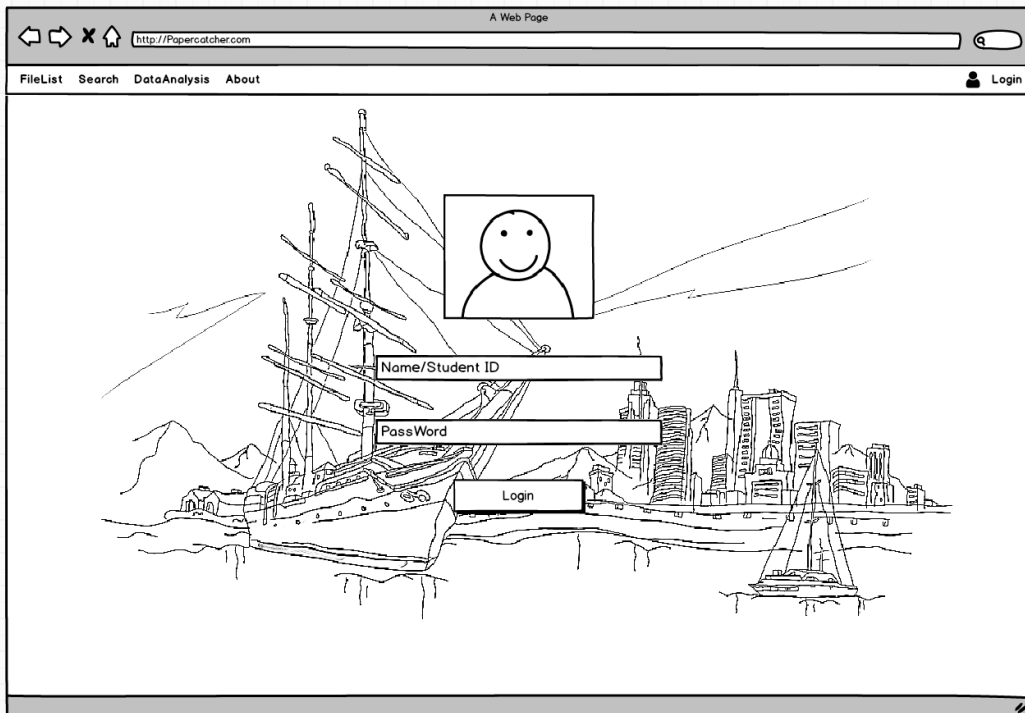 A Web Page
http://Papercatcher.com
FileList Search DataAnalysis About Login
Name/Student ID
PassWord
Login